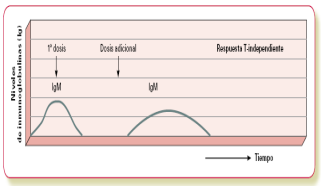 Niveles
de inmunoglobulinas (Ig)
1ª dosis
Dosis adicional
Respuesta T-independiente
IgM
IgM
Tiempo